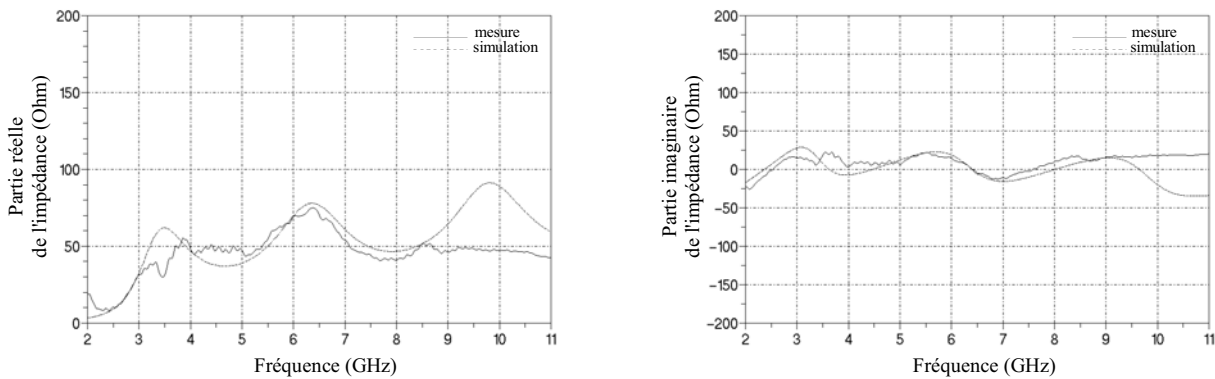 200
150
100
50
0
2 3 4 5 6 7 8 9 10 11
Partie réelle
de l'impédance (Ohm)
Fréquence (GHz)
mesure
simulation
200
150
100
50
0
−50
−100
−150
−200
2 3 4 5 6 7 8 9 10 11
Partie imaginaire
de l'impédance (Ohm)
Fréquence (GHz)
mesure
simulation